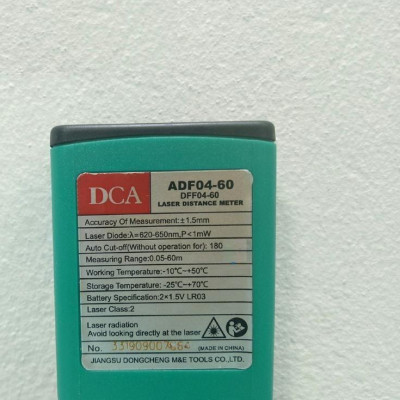 DCA
ADF04-60
DFF04-60
LASER DISTANCE METER
Accuracy Of Measurement:±1.5mm
Laser Diode:λ=620-650nm,P<1mW
Auto Cut-off(Without operation for): 180
Measuring Range:0.05-60m
Working Temperature:-10℃~+50℃
Storage Temperature:-25℃~+70℃
Battery Specification:2×1.5V LR03
Laser Class:2
Laser radiation
Avoid looking directly at the laser
No.
(MADE IN CHINA)
JIANGSU DONGCHENG M&E TOOLS CO.,LTD.